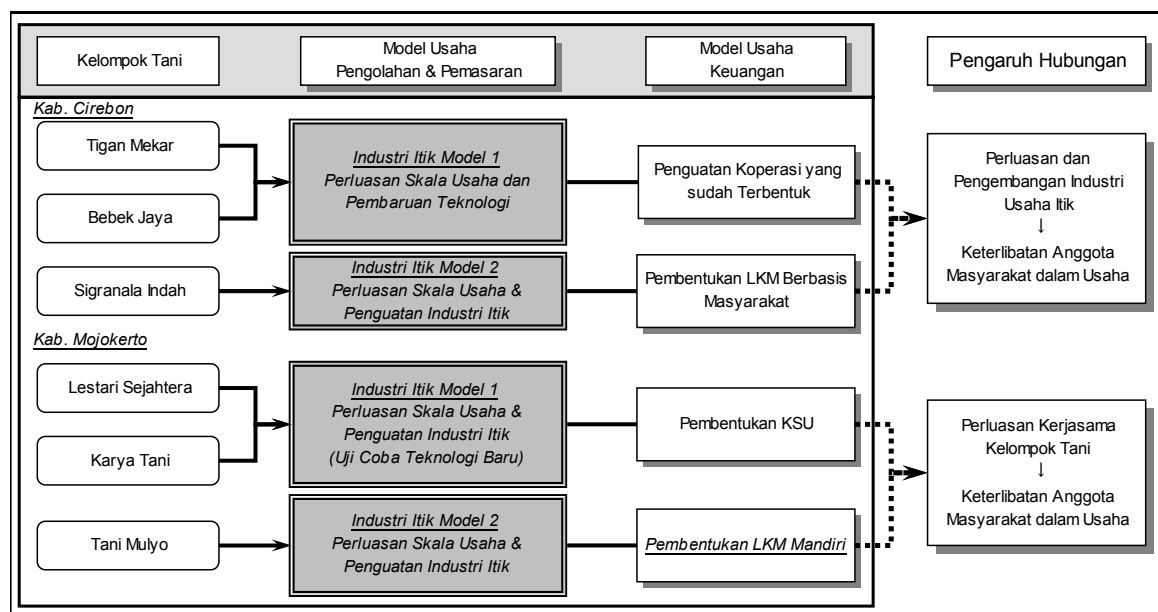 Kelompok Tani
Model Usaha
Pengolahan & Pemasaran
Model Usaha
Keuangan
Pengaruh Hubungan
Kab. Cirebon
Tigan Mekar
Bebek Jaya
Industri Itik Model 1
Perluasan Skala Usaha dan
Pembaruan Teknologi
Penguatan Koperasi yang
sudah Terbentuk
Sigranala Indah
Industri Itik Model 2
Perluasan Skala Usaha &
Penguatan Industri Itik
Pembentukan LKM Berbasis
Masyarakat
Perluasan dan
Pengembangan Industri
Usaha Itik
↓
Keterlibatan Anggota
Masyarakat dalam Usaha
Kab. Mojokerto
Lestari Sejahtera
Karya Tani
Industri Itik Model 1
Perluasan Skala Usaha &
Penguatan Industri Itik
(Uji Coba Teknologi Baru)
Pembentukan KSU
Tani Mulyo
Industri Itik Model 2
Perluasan Skala Usaha &
Penguatan Industri Itik
Pembentukan LKM Mandiri
Perluasan Kerjasama
Kelompok Tani
↓
Keterlibatan Anggota
Masyarakat dalam Usaha